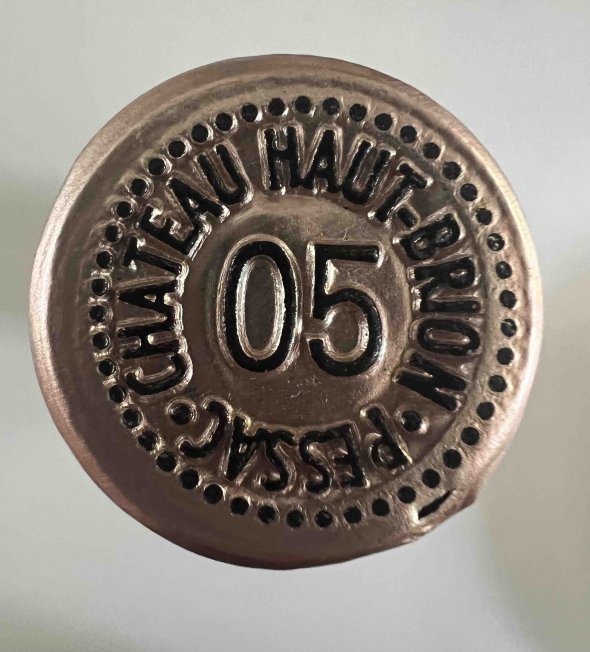 CHATEAU HAUT-BRION · PESSAC ·
05